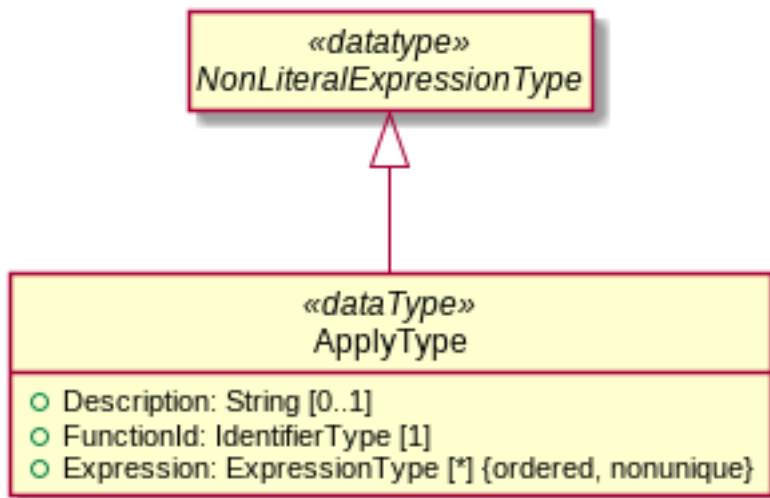 «datatype»
NonLiteralExpressionType
«dataType»
ApplyType
Description: String [0..1]
FunctionId: IdentifierType [1]
Expression: ExpressionType [*] {ordered, nonunique}